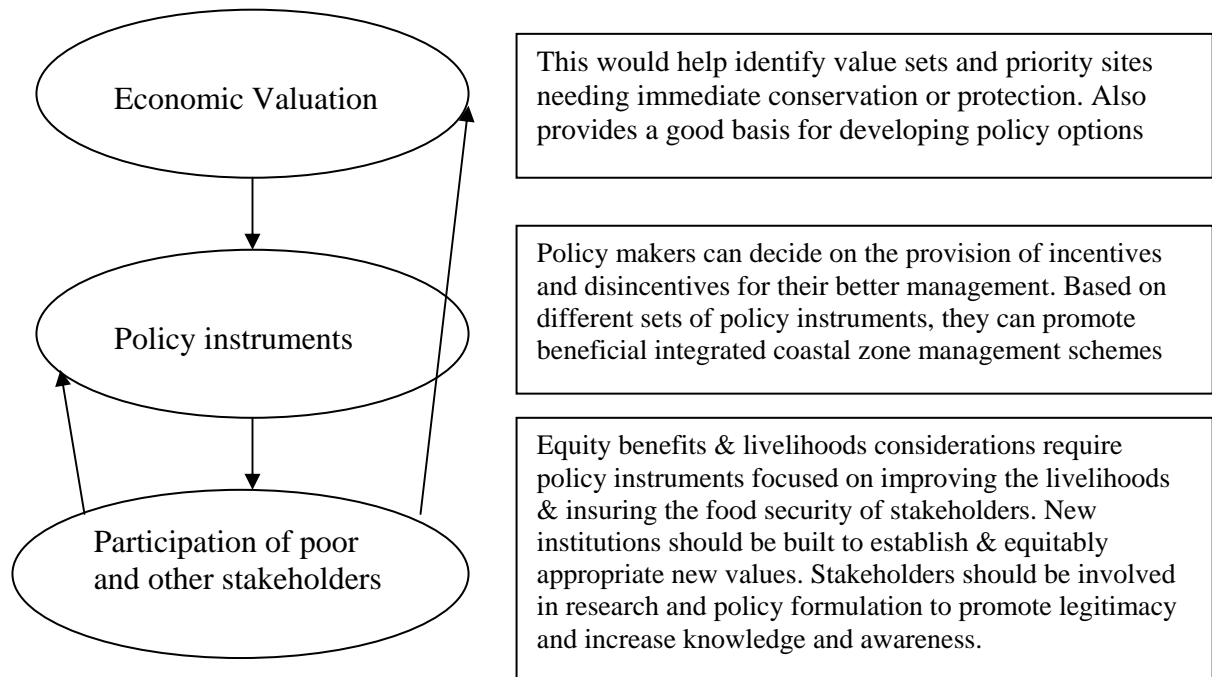 Economic Valuation
This would help identify value sets and priority sites
needing immediate conservation or protection. Also
provides a good basis for developing policy options
Policy instruments
Policy makers can decide on the provision of incentives
and disincentives for their better management. Based on
different sets of policy instruments, they can promote
beneficial integrated coastal zone management schemes
Participation of poor
and other stakeholders
Equity benefits & livelihoods considerations require
policy instruments focused on improving the livelihoods
& insuring the food security of stakeholders. New
institutions should be built to establish & equitably
appropriate new values. Stakeholders should be involved
in research and policy formulation to promote legitimacy
and increase knowledge and awareness.